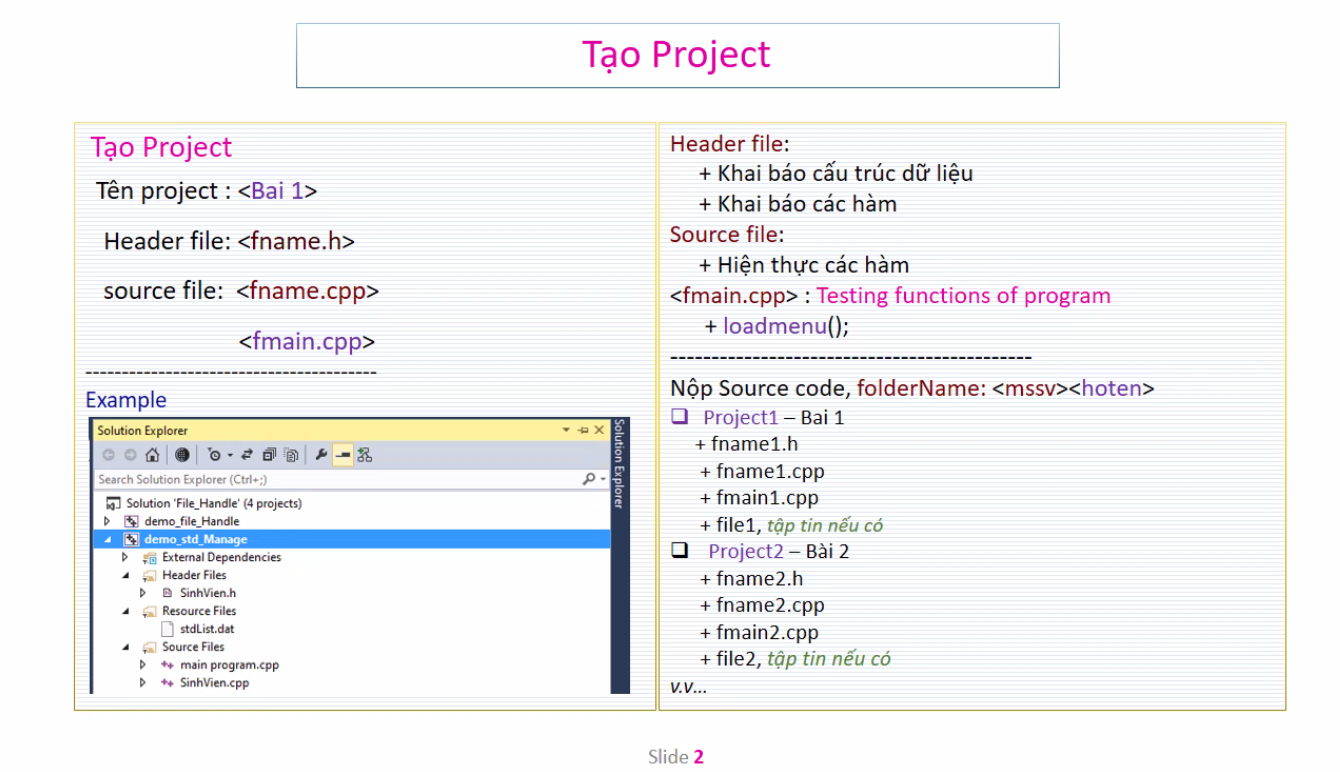 Tạo Project
Tạo Project
Tên project : <Bai 1>
Header file: <fname.h>
source file: <fname.cpp>
<fmain.cpp>
----------------------------------------
Example
Solution Explorer
Search Solution Explorer (Ctrl+;)
Solution 'File_Handle' (4 projects)
demo_file_Handle
demo_std_Manage
External Dependencies
Header Files
SinhVien.h
Resource Files
stdList.dat
Source Files
main program.cpp
SinhVien.cpp
Solution Explorer
Header file:
+ Khai báo cấu trúc dữ liệu
+ Khai báo các hàm
Source file:
+ Hiện thực các hàm
<fmain.cpp> : Testing functions of program
+ loadmenu();
--------------------------------------------
Nộp Source code, folderName: <mssv><hoten>
❑ Project1 – Bai 1
+ fname1.h
+ fname1.cpp
+ fmain1.cpp
+ file1, tập tin nếu có
❑ Project2 – Bài 2
+ fname2.h
+ fname2.cpp
+ fmain2.cpp
+ file2, tập tin nếu có
v.v...
Slide 2